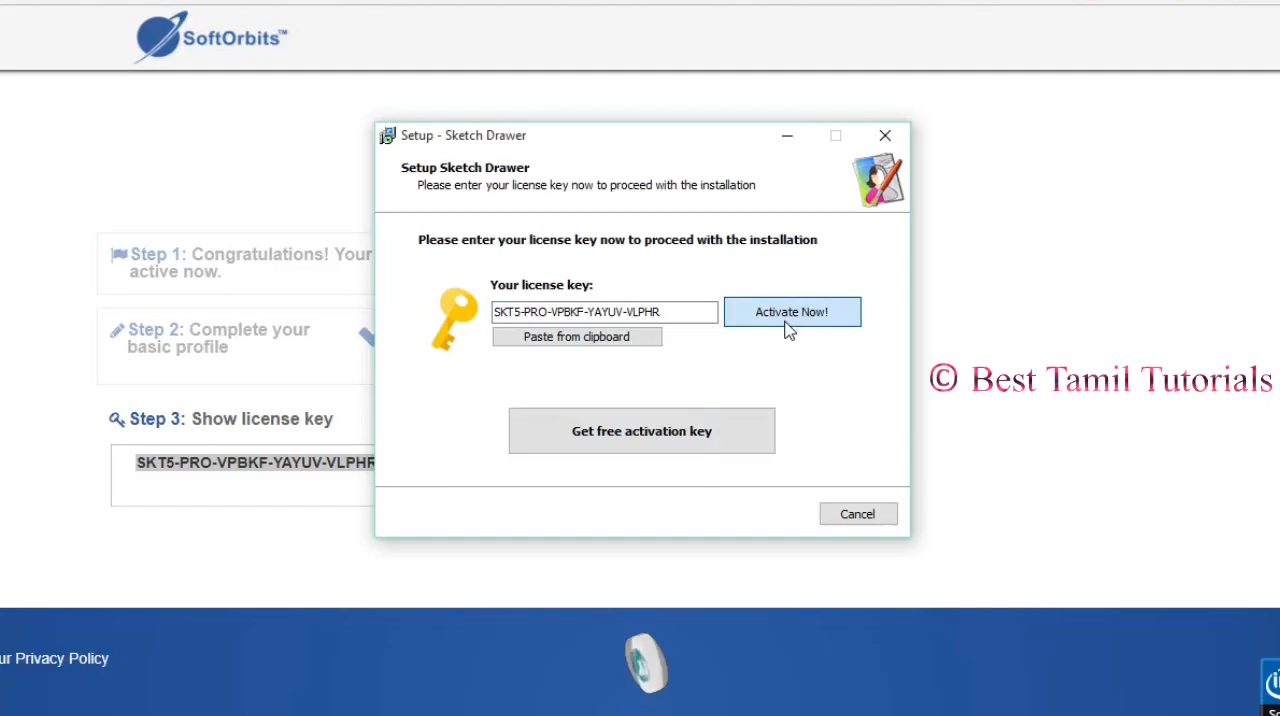 SoftOrbits™
Setup - Sketch Drawer
Setup Sketch Drawer
Please enter your license key now to proceed with the installation
Please enter your license key now to proceed with the installation
Your license key:
SKT5-PRO-VPBKF-YAYUV-VLPHR
Activate Now!
Paste from clipboard
Get free activation key
Cancel
Step 1: Congratulations! Your
active now.
Step 2: Complete your
basic profile
Step 3: Show license key
SKT5-PRO-VPBKF-YAYUV-VLPHR
© Best Tamil Tutorials
ur Privacy Policy